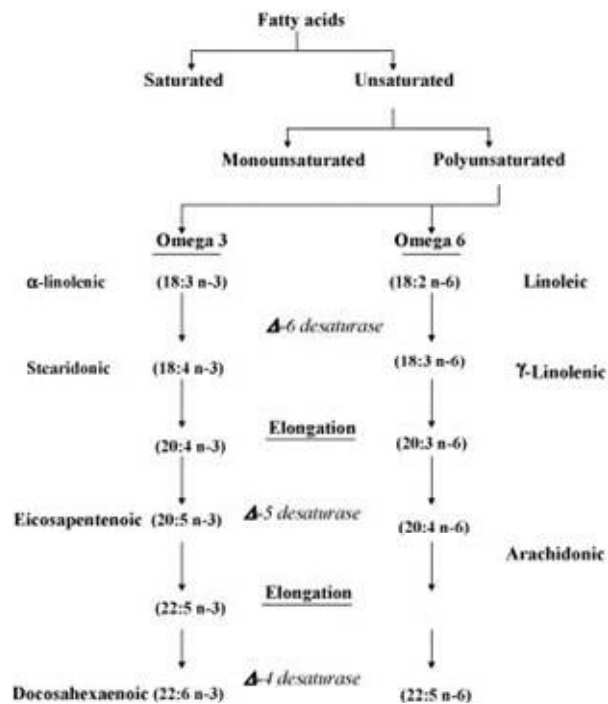 Fatty acids
Saturated Unsaturated
Monounsaturated Polyunsaturated
Omega 3 Omega 6
α-linolenic (18:3 n-3) (18:2 n-6) Linoleic
Δ-6 desaturase
Stearidonic (18:4 n-3) (18:3 n-6) γ-Linolenic
Elongation
(20:4 n-3) (20:3 n-6)
Eicosapentenoic (20:5 n-3) Δ-5 desaturase (20:4 n-6)
Arachidonic
(22:5 n-3) Elongation
Docosahexaenoic (22:6 n-3) Δ-4 desaturase (22:5 n-6)